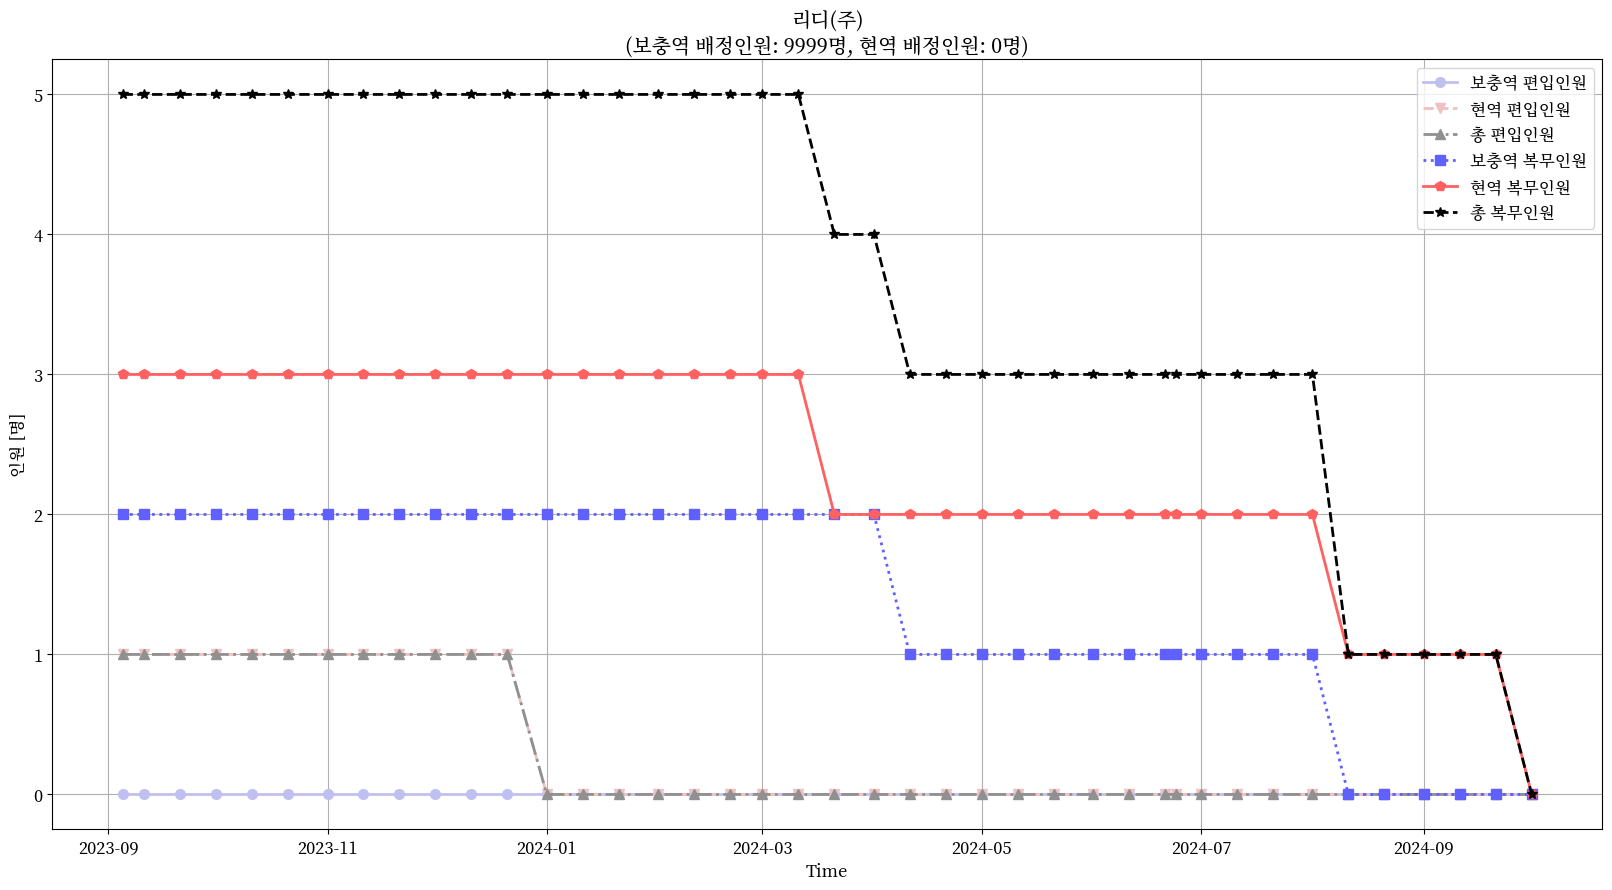 리디(주)
(보충역 배정인원: 9999명, 현역 배정인원: 0명)
보충역 편입인원
현역 편입인원
총 편입인원
보충역 복무인원
현역 복무인원
총 복무인원
인원 [명]
5
4
3
2
1
0
2023-09
2023-11
2024-01
2024-03
2024-05
2024-07
2024-09
Time